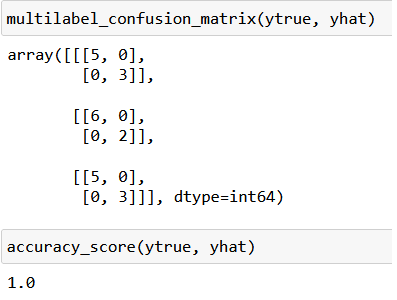 multilabel_confusion_matrix(ytrue, yhat)
array([[[5, 0],
        [0, 3]],
       [[6, 0],
        [0, 2]],
       [[5, 0],
        [0, 3]]], dtype=int64)
accuracy_score(ytrue, yhat)
1.0